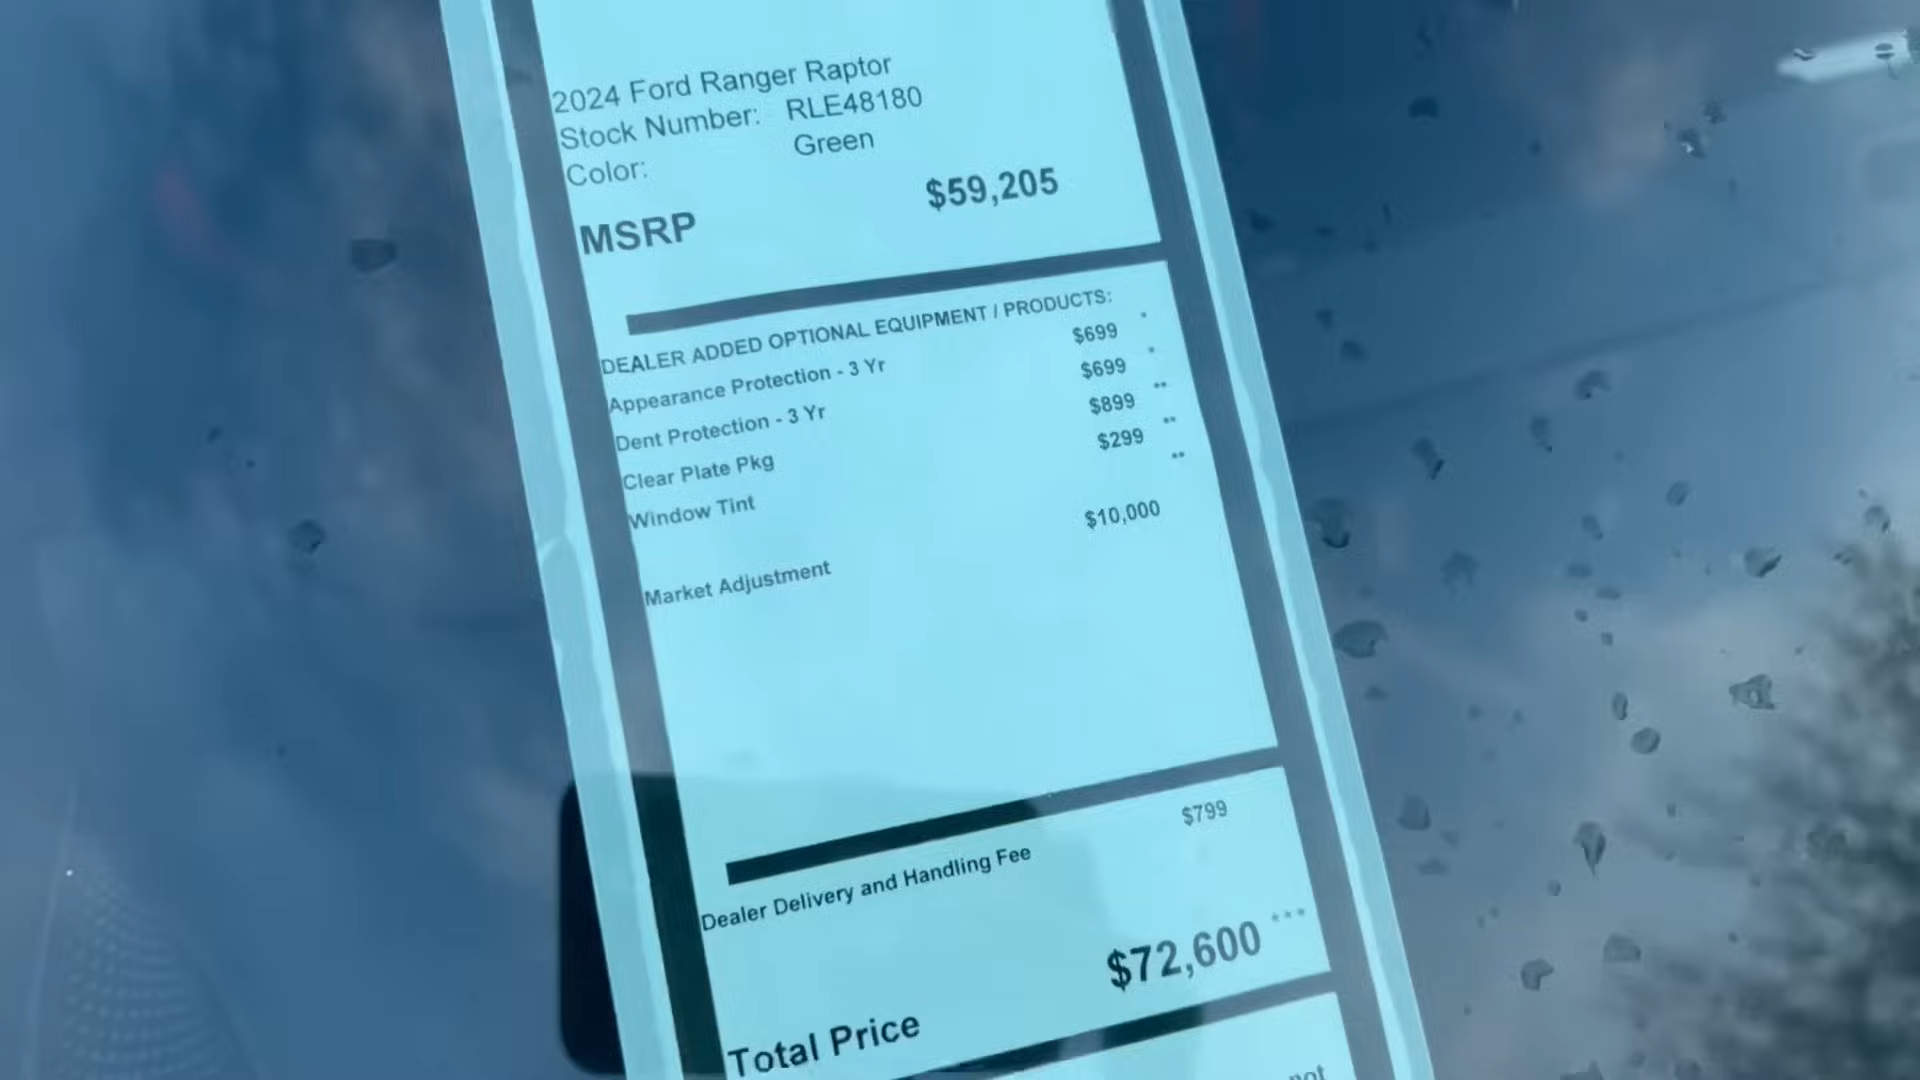 2024 Ford Ranger Raptor
Stock Number: RLE48180
Color: Green
MSRP $59,205
DEALER ADDED OPTIONAL EQUIPMENT / PRODUCTS:
Appearance Protection - 3 Yr $699 *
Dent Protection - 3 Yr $699 *
Clear Plate Pkg $899 **
Window Tint $299 **
**
Market Adjustment $10,000
Dealer Delivery and Handling Fee $799
Total Price $72,600 ***
not